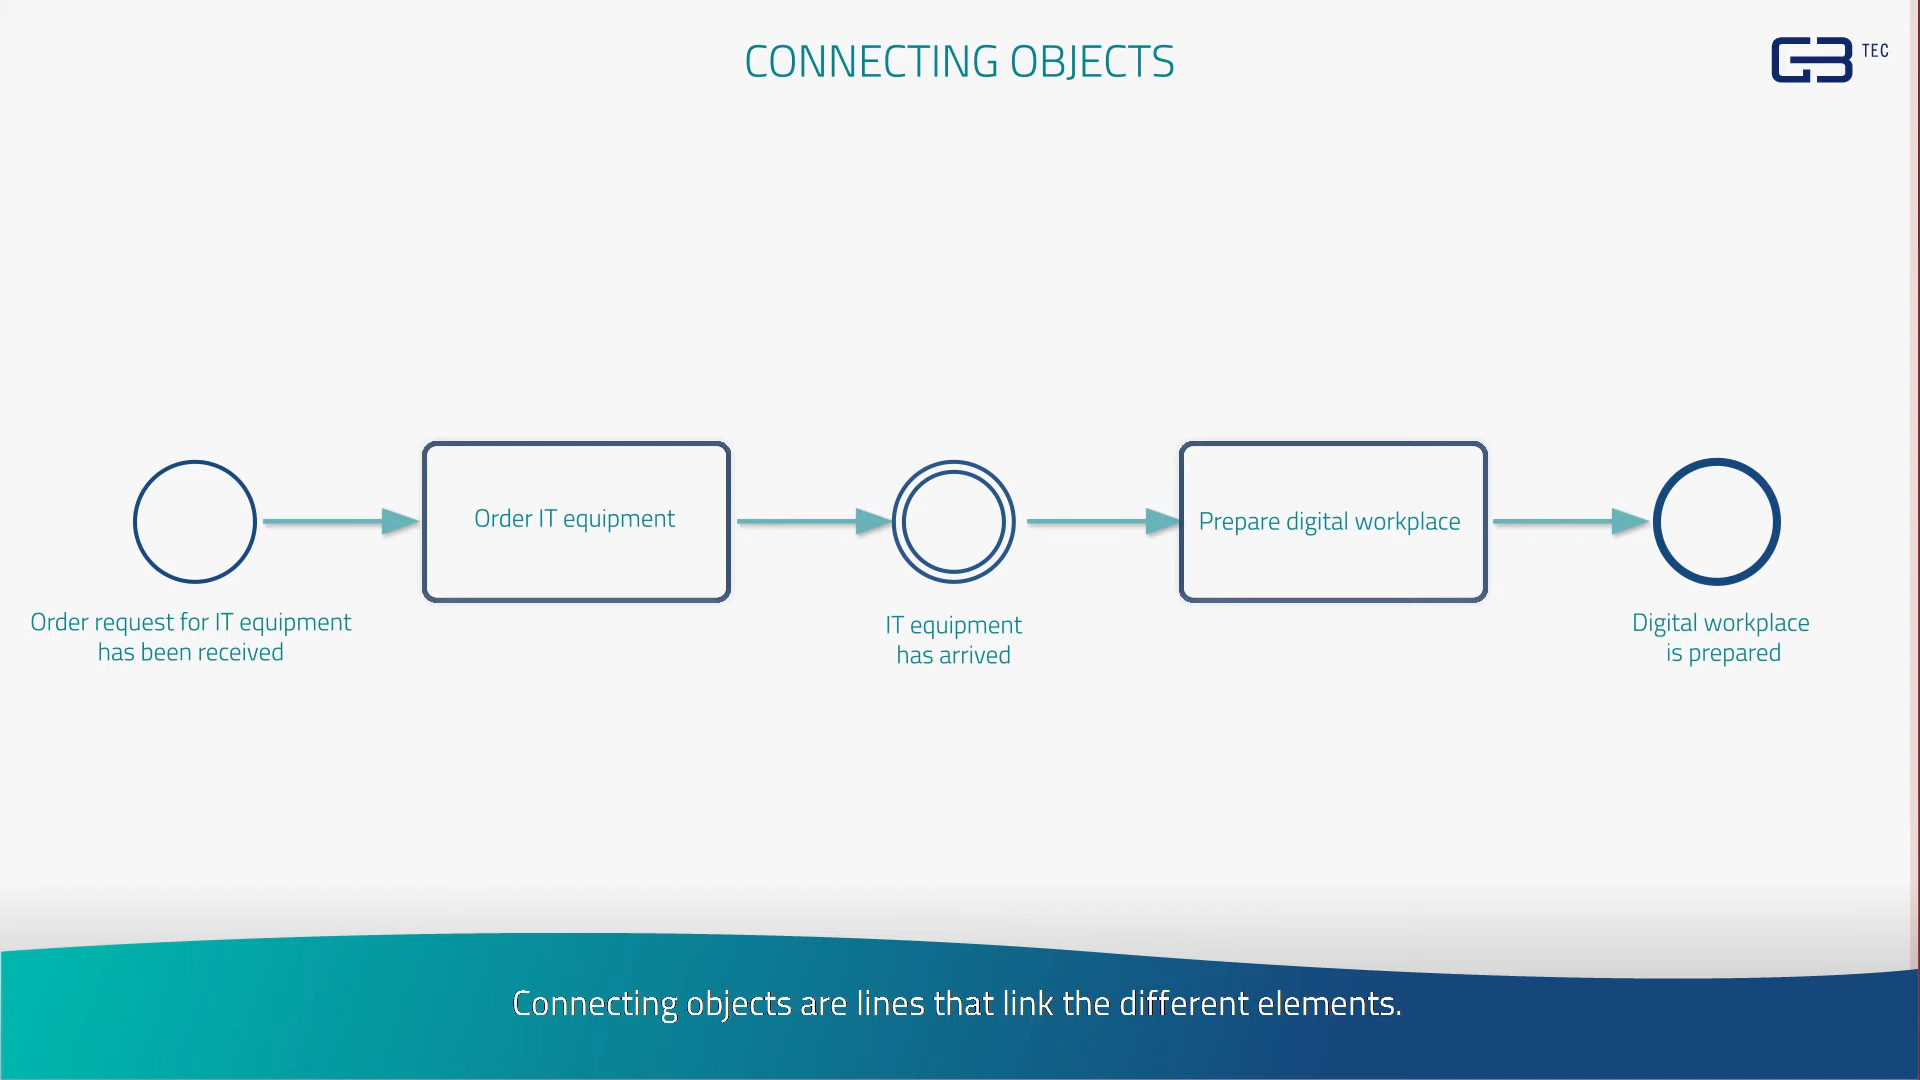 CONNECTING OBJECTS
GB TEC
Order IT equipment
Prepare digital workplace
Order request for IT equipment
has been received
IT equipment
has arrived
Digital workplace
is prepared
Connecting objects are lines that link the different elements.